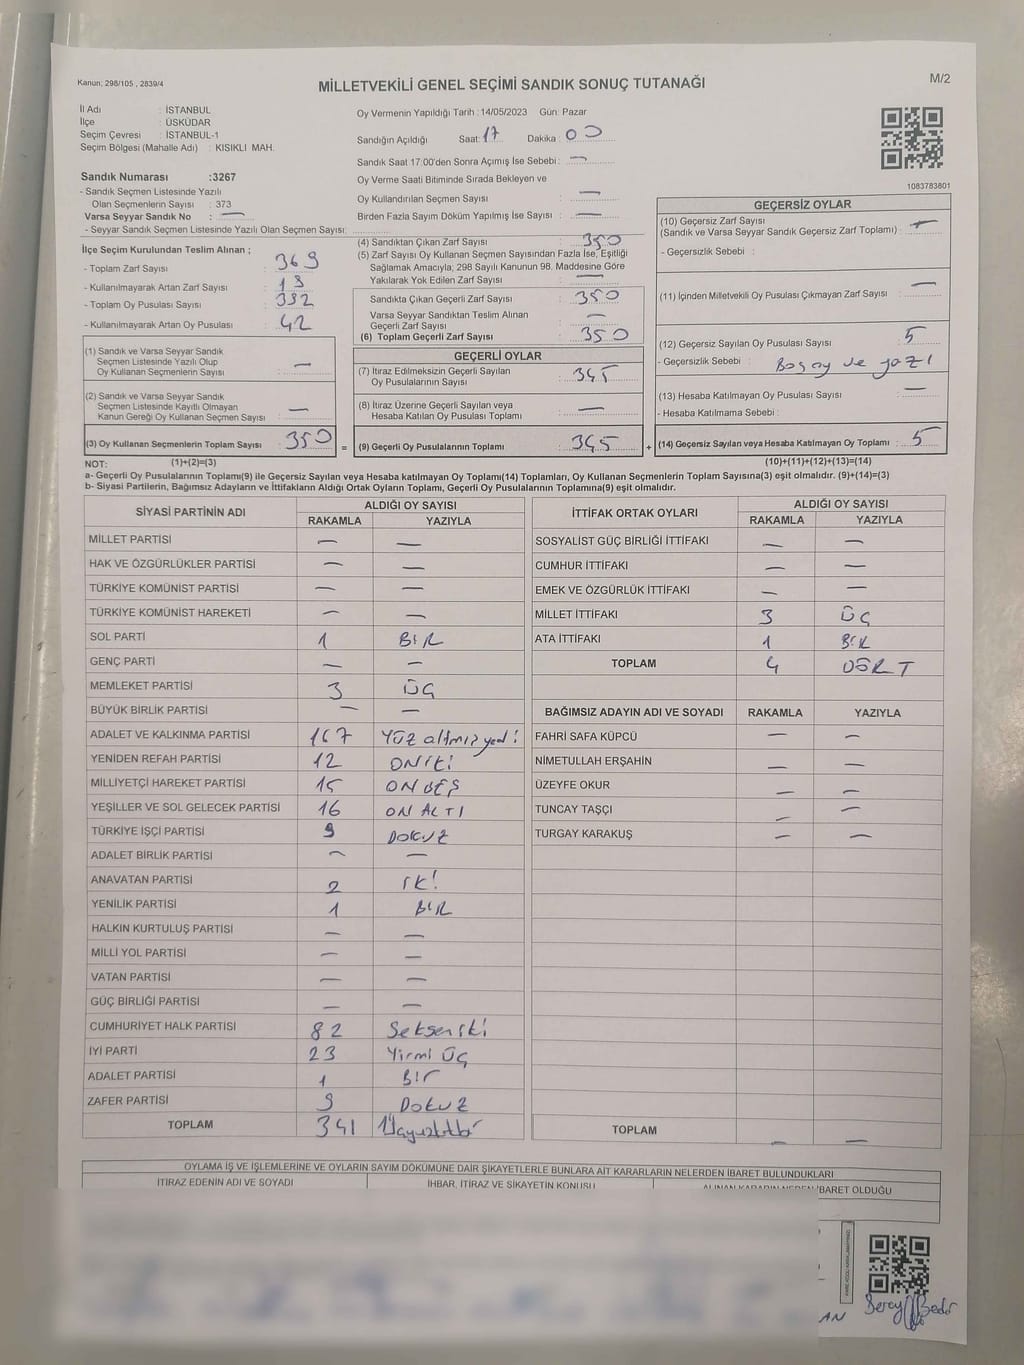 Kanun: 298/105 , 2839/4
MİLLETVEKİLİ GENEL SEÇİMİ SANDIK SONUÇ TUTANAĞI
M/2
İl Adı : İSTANBUL
İlçe : ÜSKÜDAR
Seçim Çevresi : İSTANBUL-1
Seçim Bölgesi (Mahalle Adı) : KISIKLI MAH.
Sandık Numarası :3267
- Sandık Seçmen Listesinde Yazılı
Olan Seçmenlerin Sayısı : 373
Varsa Seyyar Sandık No : —
- Seyyar Sandık Seçmen Listesinde Yazılı Olan Seçmen Sayısı:
Oy Vermenin Yapıldığı Tarih : 14/05/2023 Gün: Pazar
Sandığın Açıldığı Saat: 17 Dakika : 00
Sandık Saat 17:00'den Sonra Açımış İse Sebebi : —
Oy Verme Saati Bitiminde Sırada Bekleyen ve
Oy Kullandırılan Seçmen Sayısı : —
Birden Fazla Sayım Döküm Yapılmış İse Sayısı : —
1083783801
İlçe Seçim Kurulundan Teslim Alınan ;
- Toplam Zarf Sayısı : 369
- Kullanılmayarak Artan Zarf Sayısı : 19
- Toplam Oy Pusulası Sayısı : 392
- Kullanılmayarak Artan Oy Pusulası : 42
(1) Sandık ve Varsa Seyyar Sandık
Seçmen Listesinde Yazılı Olup
Oy Kullanan Seçmenlerin Sayısı : —
(2) Sandık ve Varsa Seyyar Sandık
Seçmen Listesinde Kayıtlı Olmayan
Kanun Gereği Oy Kullanan Seçmen Sayısı : —
(3) Oy Kullanan Seçmenlerin Toplam Sayısı : 350 =
(4) Sandıktan Çıkan Zarf Sayısı : 350
(5) Zarf Sayısı Oy Kullanan Seçmen Sayısından Fazla İse, Eşitliği
Sağlamak Amacıyla; 298 Sayılı Kanunun 98. Maddesine Göre
Yakılarak Yok Edilen Zarf Sayısı : —
Sandıkta Çıkan Geçerli Zarf Sayısı : 350
Varsa Seyyar Sandıktan Teslim Alınan
Geçerli Zarf Sayısı : —
(6) Toplam Geçerli Zarf Sayısı : 350
GEÇERLİ OYLAR
(7) İtiraz Edilmeksizin Geçerli Sayılan
Oy Pusulalarının Sayısı : 345
(8) İtiraz Üzerine Geçerli Sayılan veya
Hesaba Katılan Oy Pusulası Toplamı : —
(9) Geçerli Oy Pusulalarının Toplamı : 345 +
GEÇERSİZ OYLAR
(10) Geçersiz Zarf Sayısı
(Sandık ve Varsa Seyyar Sandık Geçersiz Zarf Toplamı) : —
- Geçersizlik Sebebi :
(11) İçinden Milletvekili Oy Pusulası Çıkmayan Zarf Sayısı : —
(12) Geçersiz Sayılan Oy Pusulası Sayısı : 5
- Geçersizlik Sebebi : Boş oy ve yazı
(13) Hesaba Katılmayan Oy Pusulası Sayısı : —
- Hesaba Katılmama Sebebi :
(14) Geçersiz Sayılan veya Hesaba Katılmayan Oy Toplamı : 5
NOT: (1)+(2)=(3)
(10)+(11)+(12)+(13)=(14)
a- Geçerli Oy Pusulalarının Toplamı(9) ile Geçersiz Sayılan veya Hesaba katılmayan Oy Toplamı(14) Toplamları, Oy Kullanan Seçmenlerin Toplam Sayısına(3) eşit olmalıdır. (9)+(14)=(3)
b- Siyasi Partilerin, Bağımsız Adayların ve İttifakların Aldığı Ortak Oyların Toplamı, Geçerli Oy Pusulalarının Toplamına(9) eşit olmalıdır.
SİYASİ PARTİNİN ADI ALDIĞI OY SAYISI
RAKAMLA YAZIYLA
MİLLET PARTİSİ — —
HAK VE ÖZGÜRLÜKLER PARTİSİ — —
TÜRKİYE KOMÜNİST PARTİSİ — —
TÜRKİYE KOMÜNİST HAREKETİ — —
SOL PARTİ 1 BİR
GENÇ PARTİ — —
MEMLEKET PARTİSİ 3 ÜÇ
BÜYÜK BİRLİK PARTİSİ — —
ADALET VE KALKINMA PARTİSİ 167 Yüz altmış yedi
YENİDEN REFAH PARTİSİ 12 ONİKİ
MİLLİYETÇİ HAREKET PARTİSİ 15 ON BEŞ
YEŞİLLER VE SOL GELECEK PARTİSİ 16 ON ALTI
TÜRKİYE İŞÇİ PARTİSİ 9 DOKUZ
ADALET BİRLİK PARTİSİ — —
ANAVATAN PARTİSİ 2 İKİ
YENİLİK PARTİSİ 1 BİR
HALKIN KURTULUŞ PARTİSİ — —
MİLLİ YOL PARTİSİ — —
VATAN PARTİSİ — —
GÜÇ BİRLİĞİ PARTİSİ — —
CUMHURİYET HALK PARTİSİ 82 Seksen iki
İYİ PARTİ 23 Yirmi Üç
ADALET PARTİSİ 1 Bir
ZAFER PARTİSİ 9 Dokuz
TOPLAM 341
İTTİFAK ORTAK OYLARI ALDIĞI OY SAYISI
RAKAMLA YAZIYLA
SOSYALİST GÜÇ BİRLİĞİ İTTİFAKI — —
CUMHUR İTTİFAKI — —
EMEK VE ÖZGÜRLÜK İTTİFAKI — —
MİLLET İTTİFAKI 3 ÜÇ
ATA İTTİFAKI 1 BİR
TOPLAM 4 DÖRT
BAĞIMSIZ ADAYIN ADI VE SOYADI RAKAMLA YAZIYLA
FAHRİ SAFA KÜPCÜ — —
NİMETULLAH ERŞAHİN — —
ÜZEYFE OKUR — —
TUNCAY TAŞÇI — —
TURGAY KARAKUŞ — —
TOPLAM — —
OYLAMA İŞ VE İŞLEMLERİNE VE OYLARIN SAYIM DÖKÜMÜNE DAİR ŞİKAYETLERLE BUNLARA AİT KARARLARIN NELERDEN İBARET BULUNDUKLARI
İTİRAZ EDENİN ADI VE SOYADI İHBAR, İTİRAZ VE ŞİKAYETİN KONUSU ALINAN KARARIN NEDEN İBARET OLDUĞU